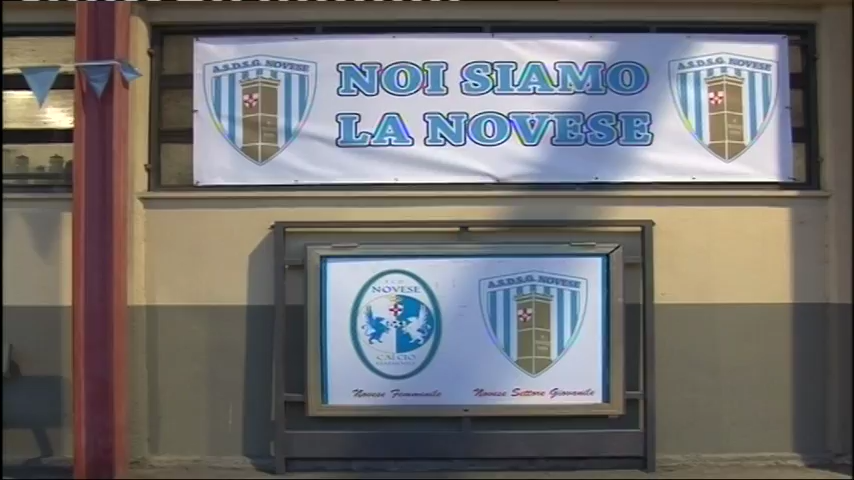 A.S.D.S.G. NOVESE
NOI SIAMO
LA NOVESE
A.S.D.S.G. NOVESE
NOVESE
CALCIO
Novese Femminile
A.S.D.S.G. NOVESE
Novese Settore Giovanile